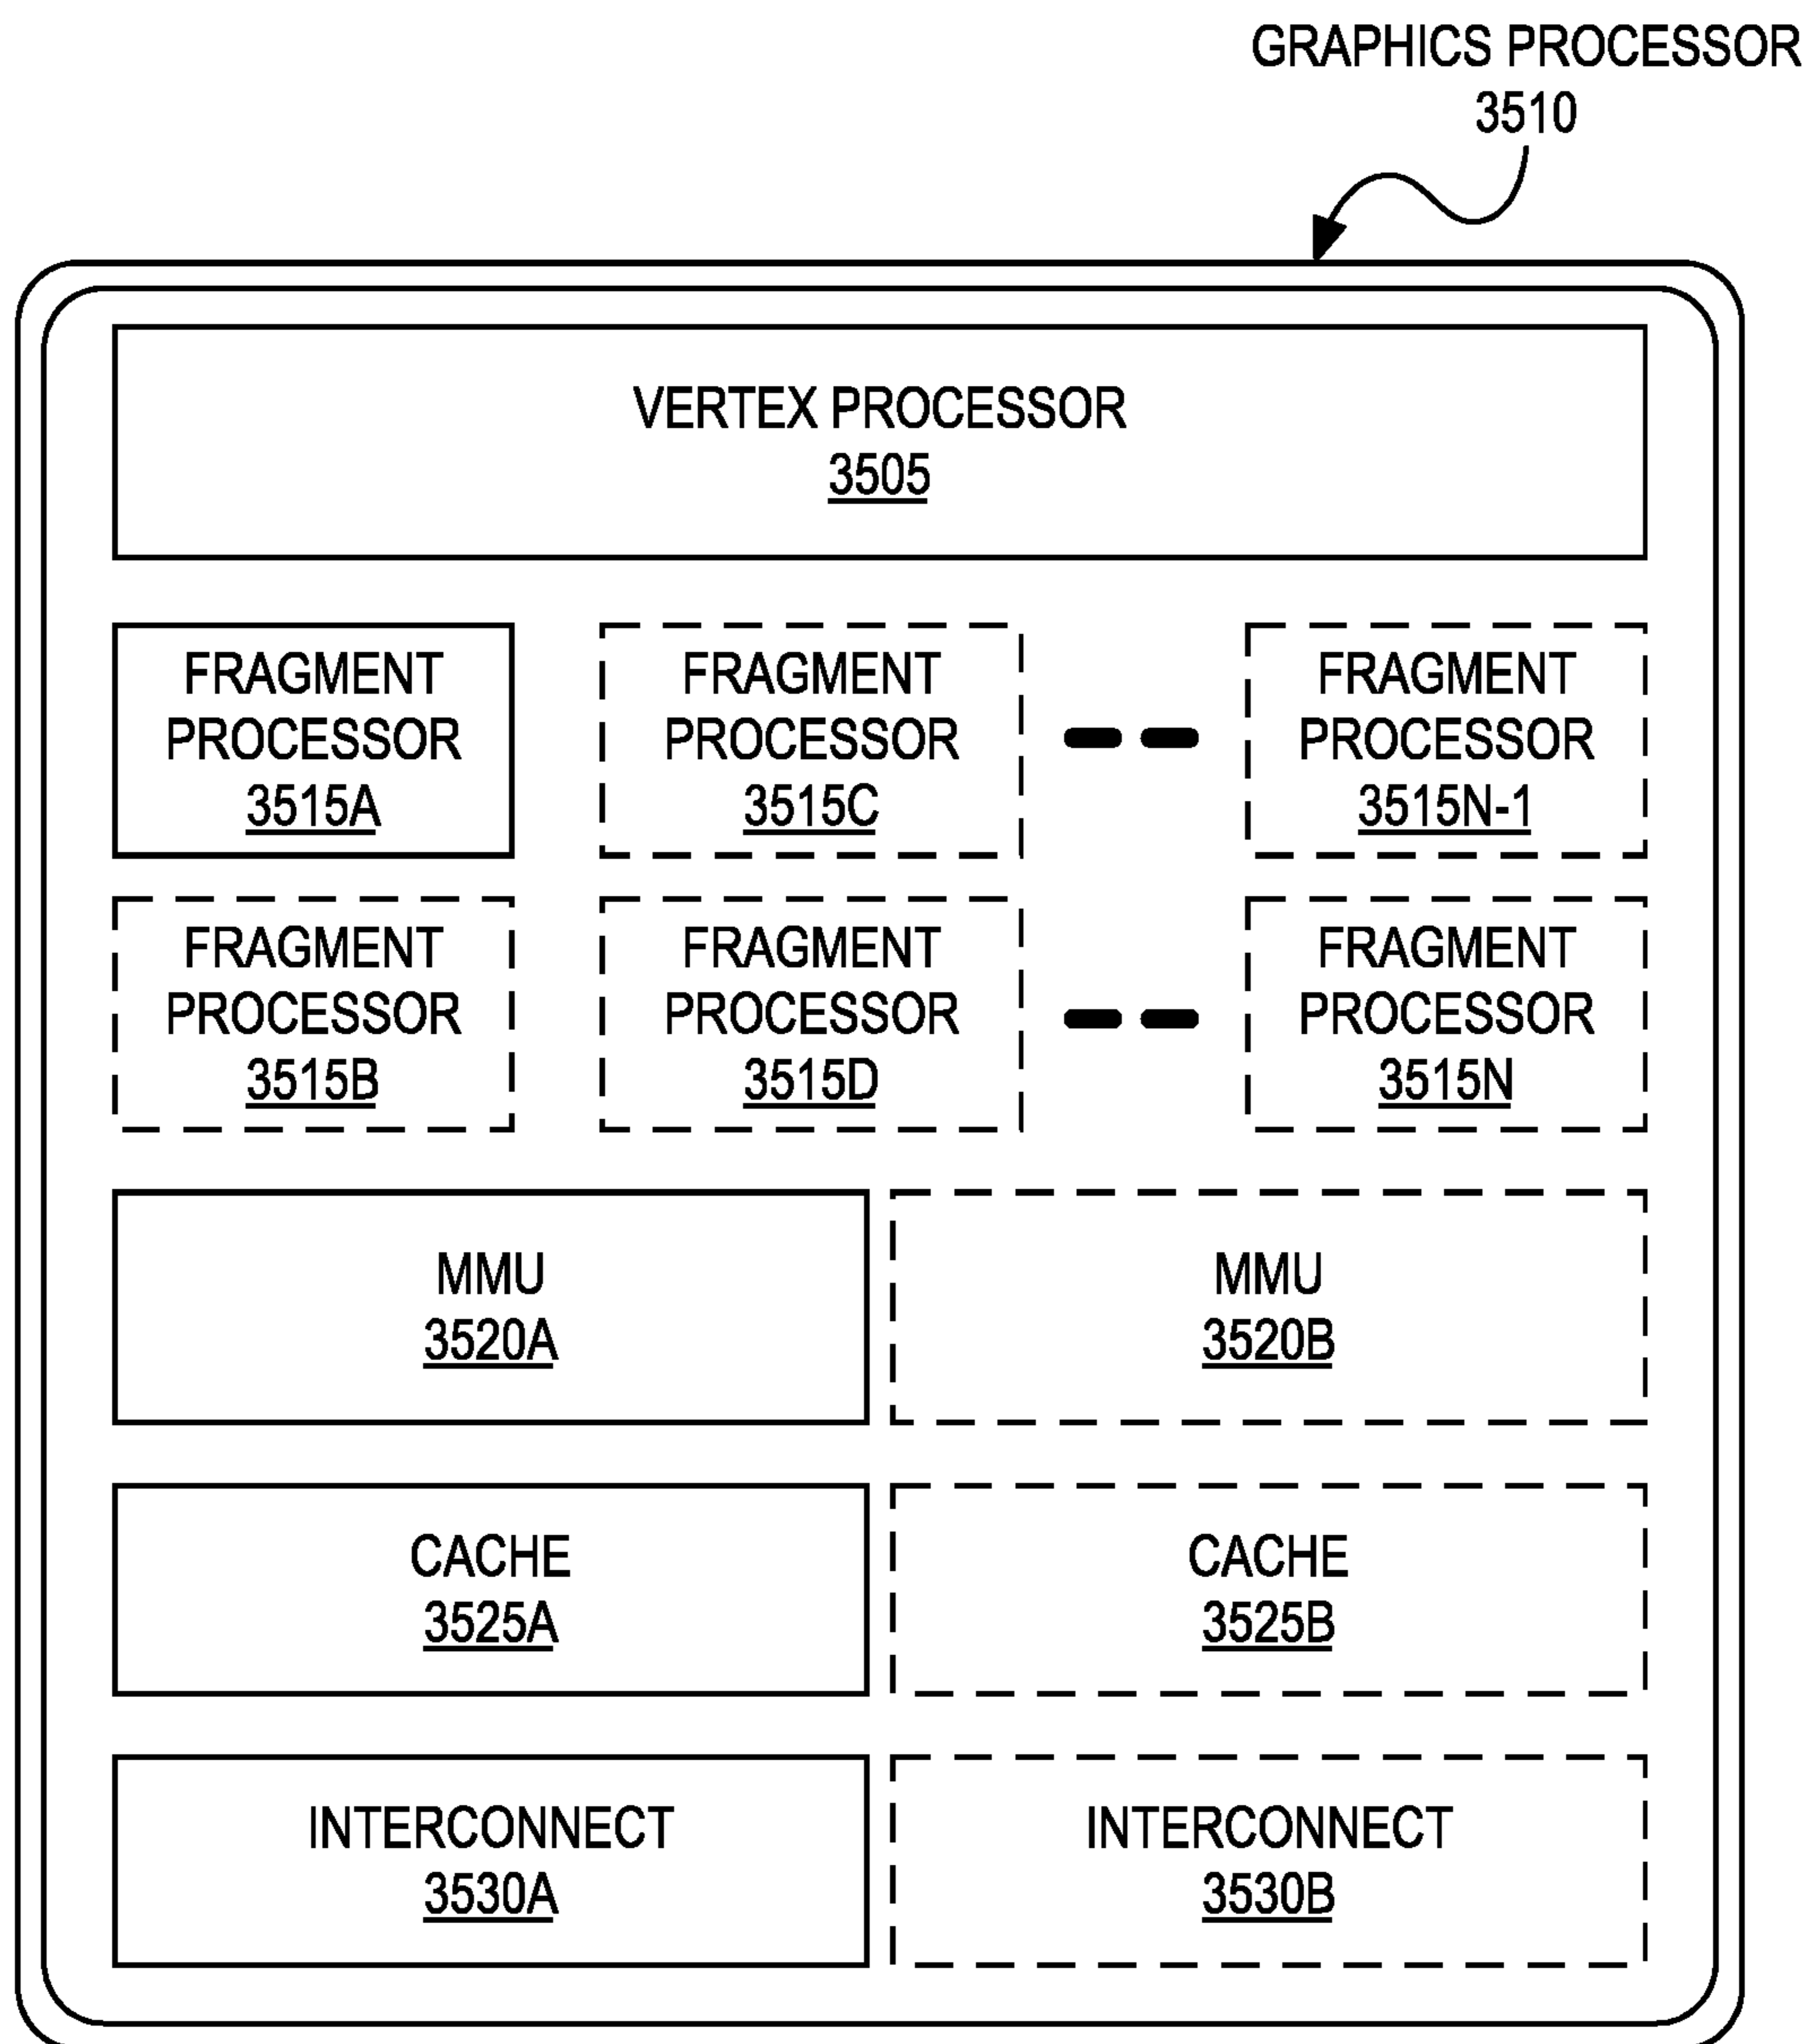 GRAPHICS PROCESSOR
3510
VERTEX PROCESSOR
3505
FRAGMENT
PROCESSOR
3515A
FRAGMENT
PROCESSOR
3515C
FRAGMENT
PROCESSOR
3515N-1
FRAGMENT
PROCESSOR
3515B
FRAGMENT
PROCESSOR
3515D
FRAGMENT
PROCESSOR
3515N
MMU
3520A
MMU
3520B
CACHE
3525A
CACHE
3525B
INTERCONNECT
3530A
INTERCONNECT
3530B